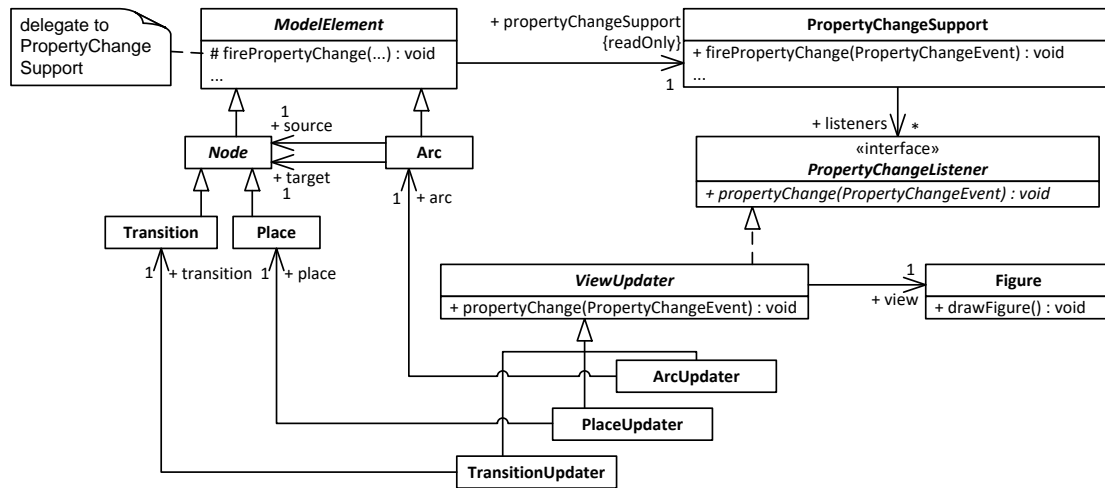 delegate to
PropertyChange
Support
ModelElement
# firePropertyChange(...) : void
...
+ propertyChangeSupport
{readOnly}
1
PropertyChangeSupport
+ firePropertyChange(PropertyChangeEvent) : void
...
+ listeners
*
1
+ source
Node
Arc
+ target
1
1
+ arc
«interface»
PropertyChangeListener
+ propertyChange(PropertyChangeEvent) : void
Transition
Place
1
+ transition
1
+ place
ViewUpdater
+ propertyChange(PropertyChangeEvent) : void
1
+ view
Figure
+ drawFigure() : void
ArcUpdater
PlaceUpdater
TransitionUpdater